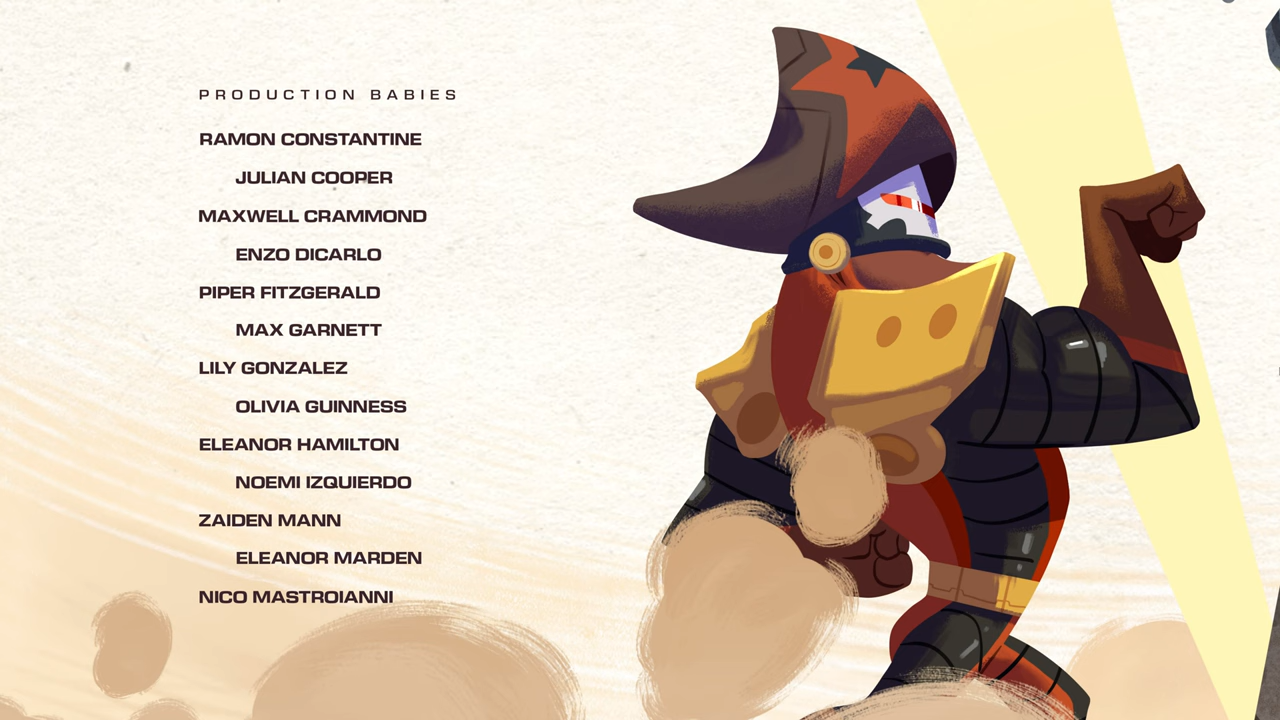 PRODUCTION BABIES
RAMON CONSTANTINE
JULIAN COOPER
MAXWELL CRAMMOND
ENZO DICARLO
PIPER FITZGERALD
MAX GARNETT
LILY GONZALEZ
OLIVIA GUINNESS
ELEANOR HAMILTON
NOEMI IZQUIERDO
ZAIDEN MANN
ELEANOR MARDEN
NICO MASTROIANNI